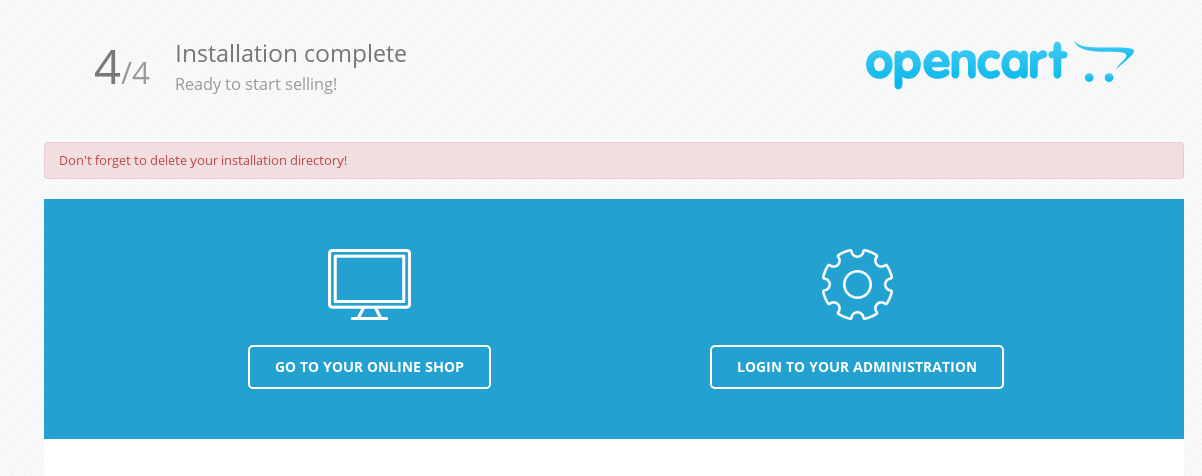 4/4
Installation complete
Ready to start selling!
opencart
Don't forget to delete your installation directory!
GO TO YOUR ONLINE SHOP
LOGIN TO YOUR ADMINISTRATION